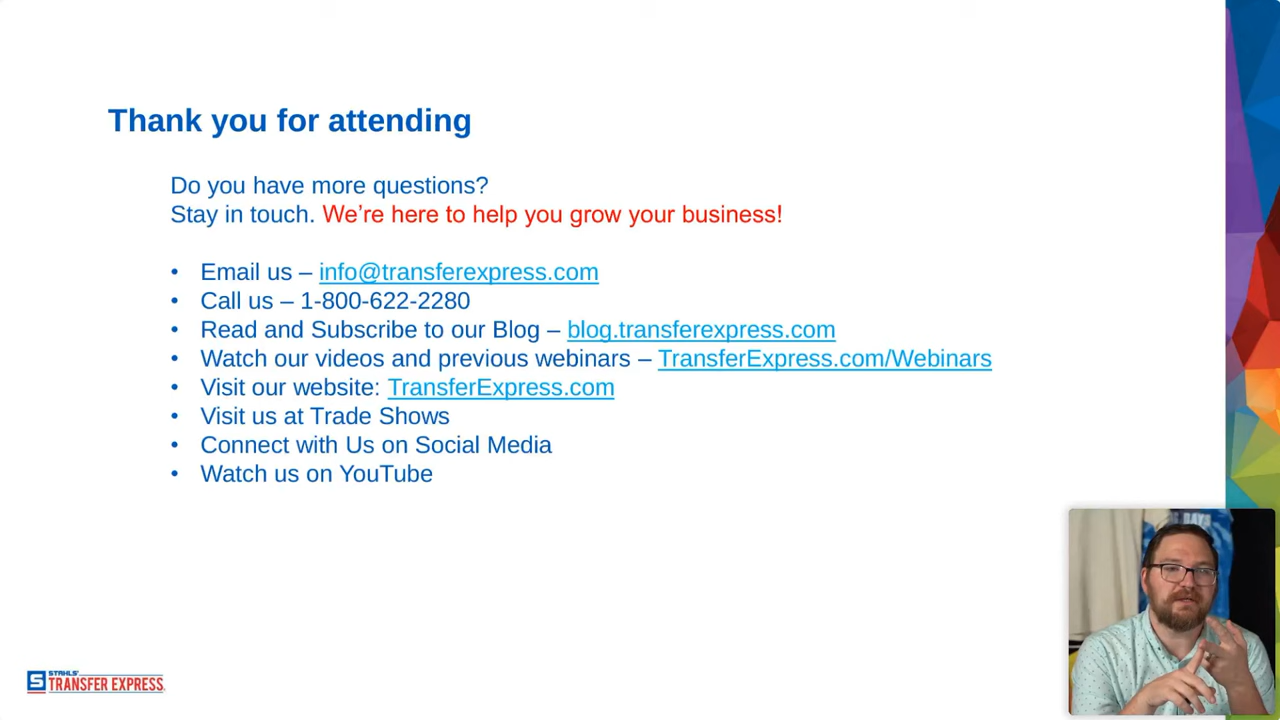 Thank you for attending
Do you have more questions?
Stay in touch. We’re here to help you grow your business!
• Email us – info@transferexpress.com
• Call us – 1-800-622-2280
• Read and Subscribe to our Blog – blog.transferexpress.com
• Watch our videos and previous webinars – TransferExpress.com/Webinars
• Visit our website: TransferExpress.com
• Visit us at Trade Shows
• Connect with Us on Social Media
• Watch us on YouTube
DAYS
S STAHLS'
TRANSFER EXPRESS.